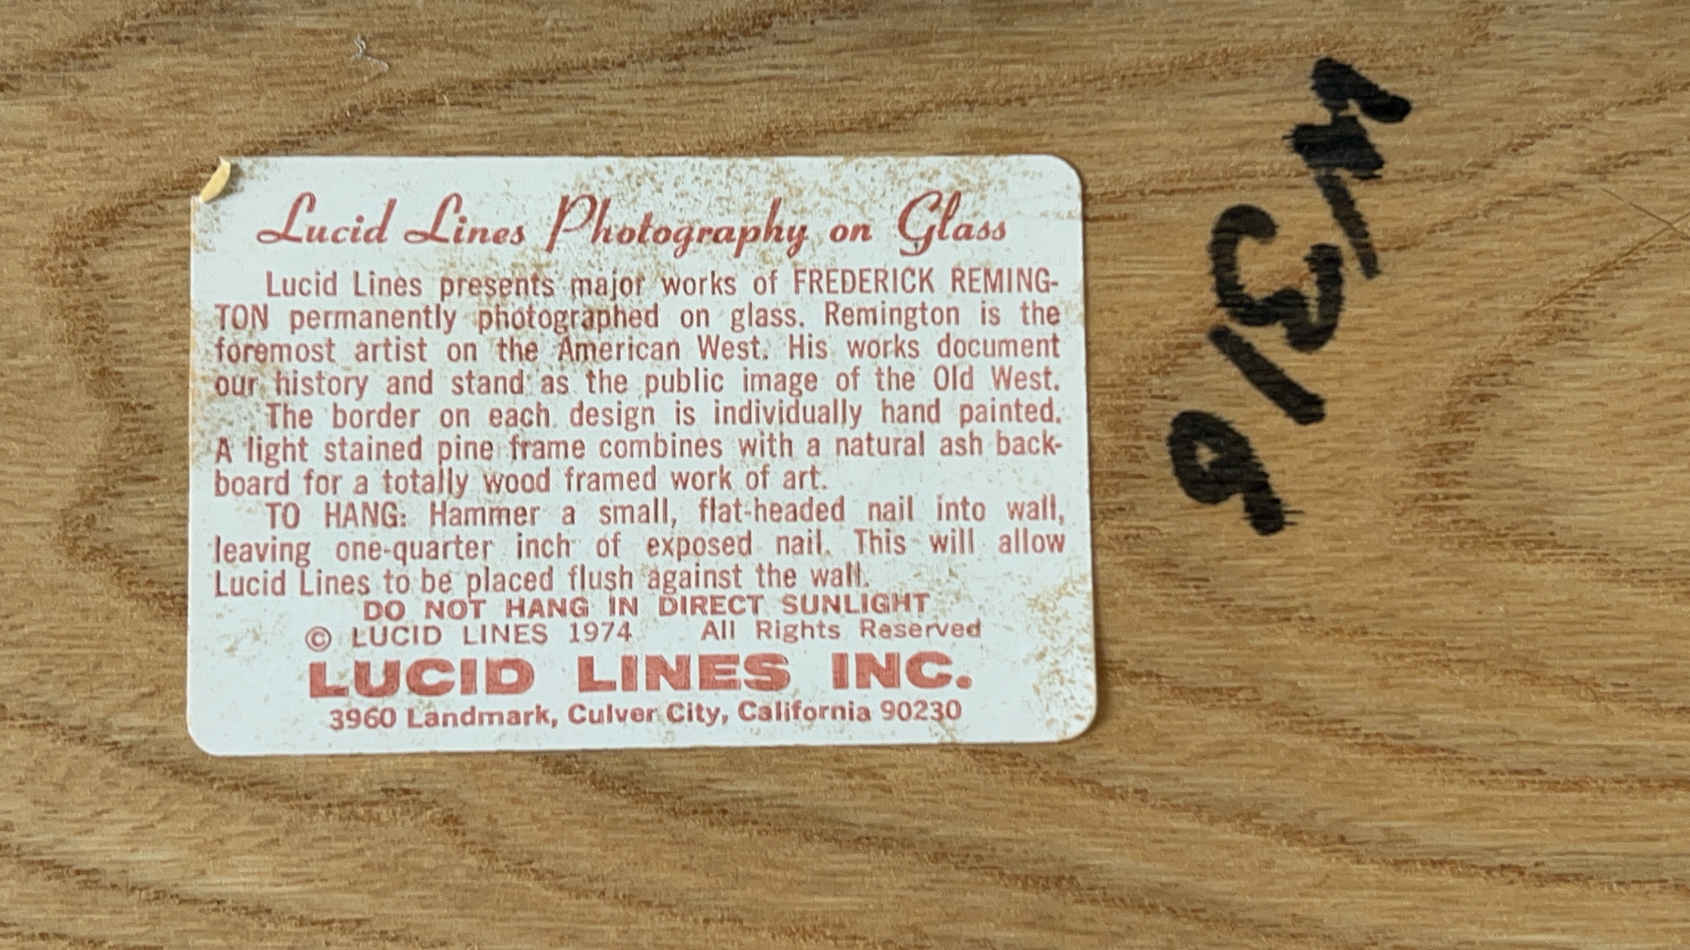 Lucid Lines Photography on Glass
Lucid Lines presents major works of FREDERICK REMING-
TON permanently photographed on glass. Remington is the
foremost artist on the American West. His works document
our history and stand as the public image of the Old West.
The border on each design is individually hand painted.
A light stained pine frame combines with a natural ash back-
board for a totally wood framed work of art.
TO HANG: Hammer a small, flat-headed nail into wall,
leaving one-quarter inch of exposed nail. This will allow
Lucid Lines to be placed flush against the wall.
DO NOT HANG IN DIRECT SUNLIGHT
© LUCID LINES 1974 All Rights Reserved
LUCID LINES INC.
3960 Landmark, Culver City, California 90230